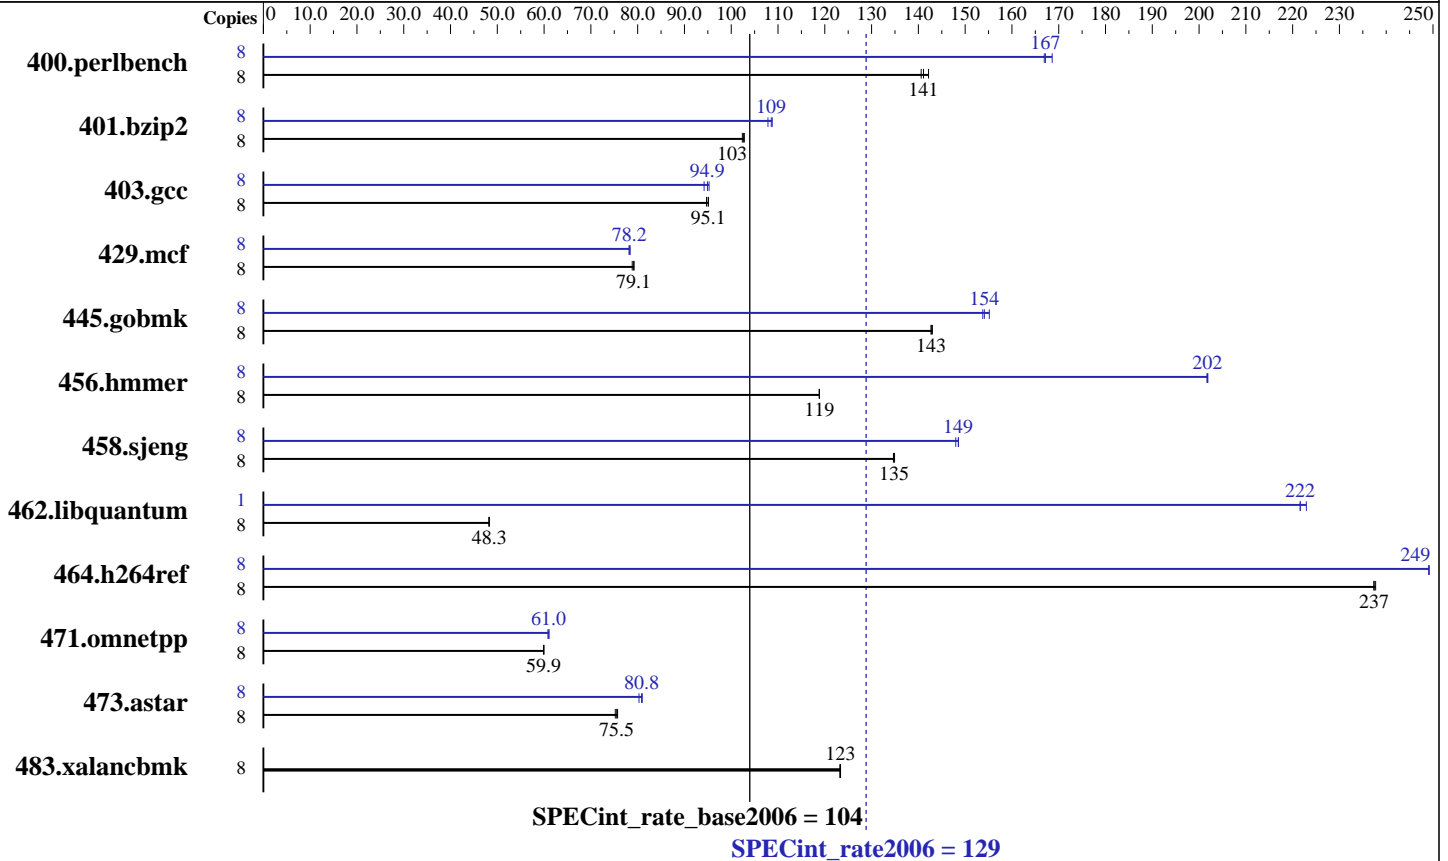 Copies 0 10.0 20.0 30.0 40.0 50.0 60.0 70.0 80.0 90.0 100 110 120 130 140 150 160 170 180 190 200 210 220 230 250
400.perlbench 8 167
8 141
401.bzip2 8 109
8 103
403.gcc 8 94.9
8 95.1
429.mcf 8 78.2
8 79.1
445.gobmk 8 154
8 143
456.hmmer 8 202
8 119
458.sjeng 8 149
8 135
462.libquantum 1 222
8 48.3
464.h264ref 8 249
8 237
471.omnetpp 8 61.0
8 59.9
473.astar 8 80.8
8 75.5
483.xalancbmk 8 123
SPECint_rate_base2006 = 104
SPECint_rate2006 = 129